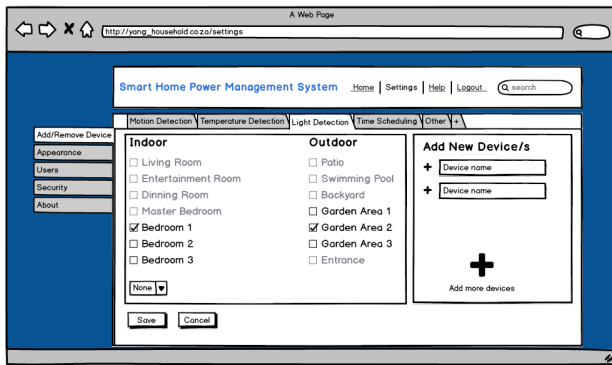 A Web Page
http://yang_household.co.za/settings
Smart Home Power Management System Home | Settings | Help | Logout search
Motion Detection Temperature Detection Light Detection Time Scheduling Other +
Add/Remove Device
Appearance
Users
Security
About
Indoor
Living Room
Entertainment Room
Dinning Room
Master Bedroom
Bedroom 1
Bedroom 2
Bedroom 3
None
Outdoor
Patio
Swimming Pool
Backyard
Garden Area 1
Garden Area 2
Garden Area 3
Entrance
Add New Device/s
+ Device name
+ Device name
Add more devices
Save Cancel